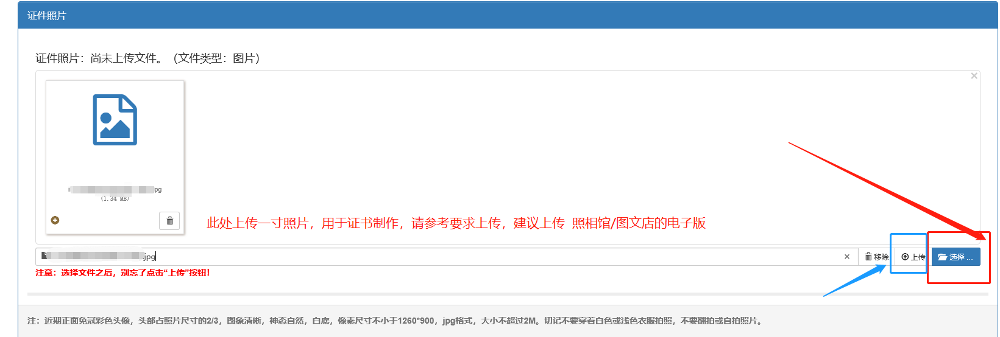 证件照片
证件照片：尚未上传文件。（文件类型：图片）
×
pg
(1.34 MB)
此处上传一寸照片，用于证书制作，请参考要求上传，建议上传 照相馆/图文店的电子版
jpg
× 移除 上传 选择 ...
注意：选择文件之后，别忘了点击“上传”按钮！
注：近期正面免冠彩色头像，头部占照片尺寸的2/3，图象清晰，神态自然，白底，像素尺寸不小于1260*900，jpg格式，大小不超过2M。切记不要穿着白色或浅色衣服拍照，不要翻拍或自拍照片。